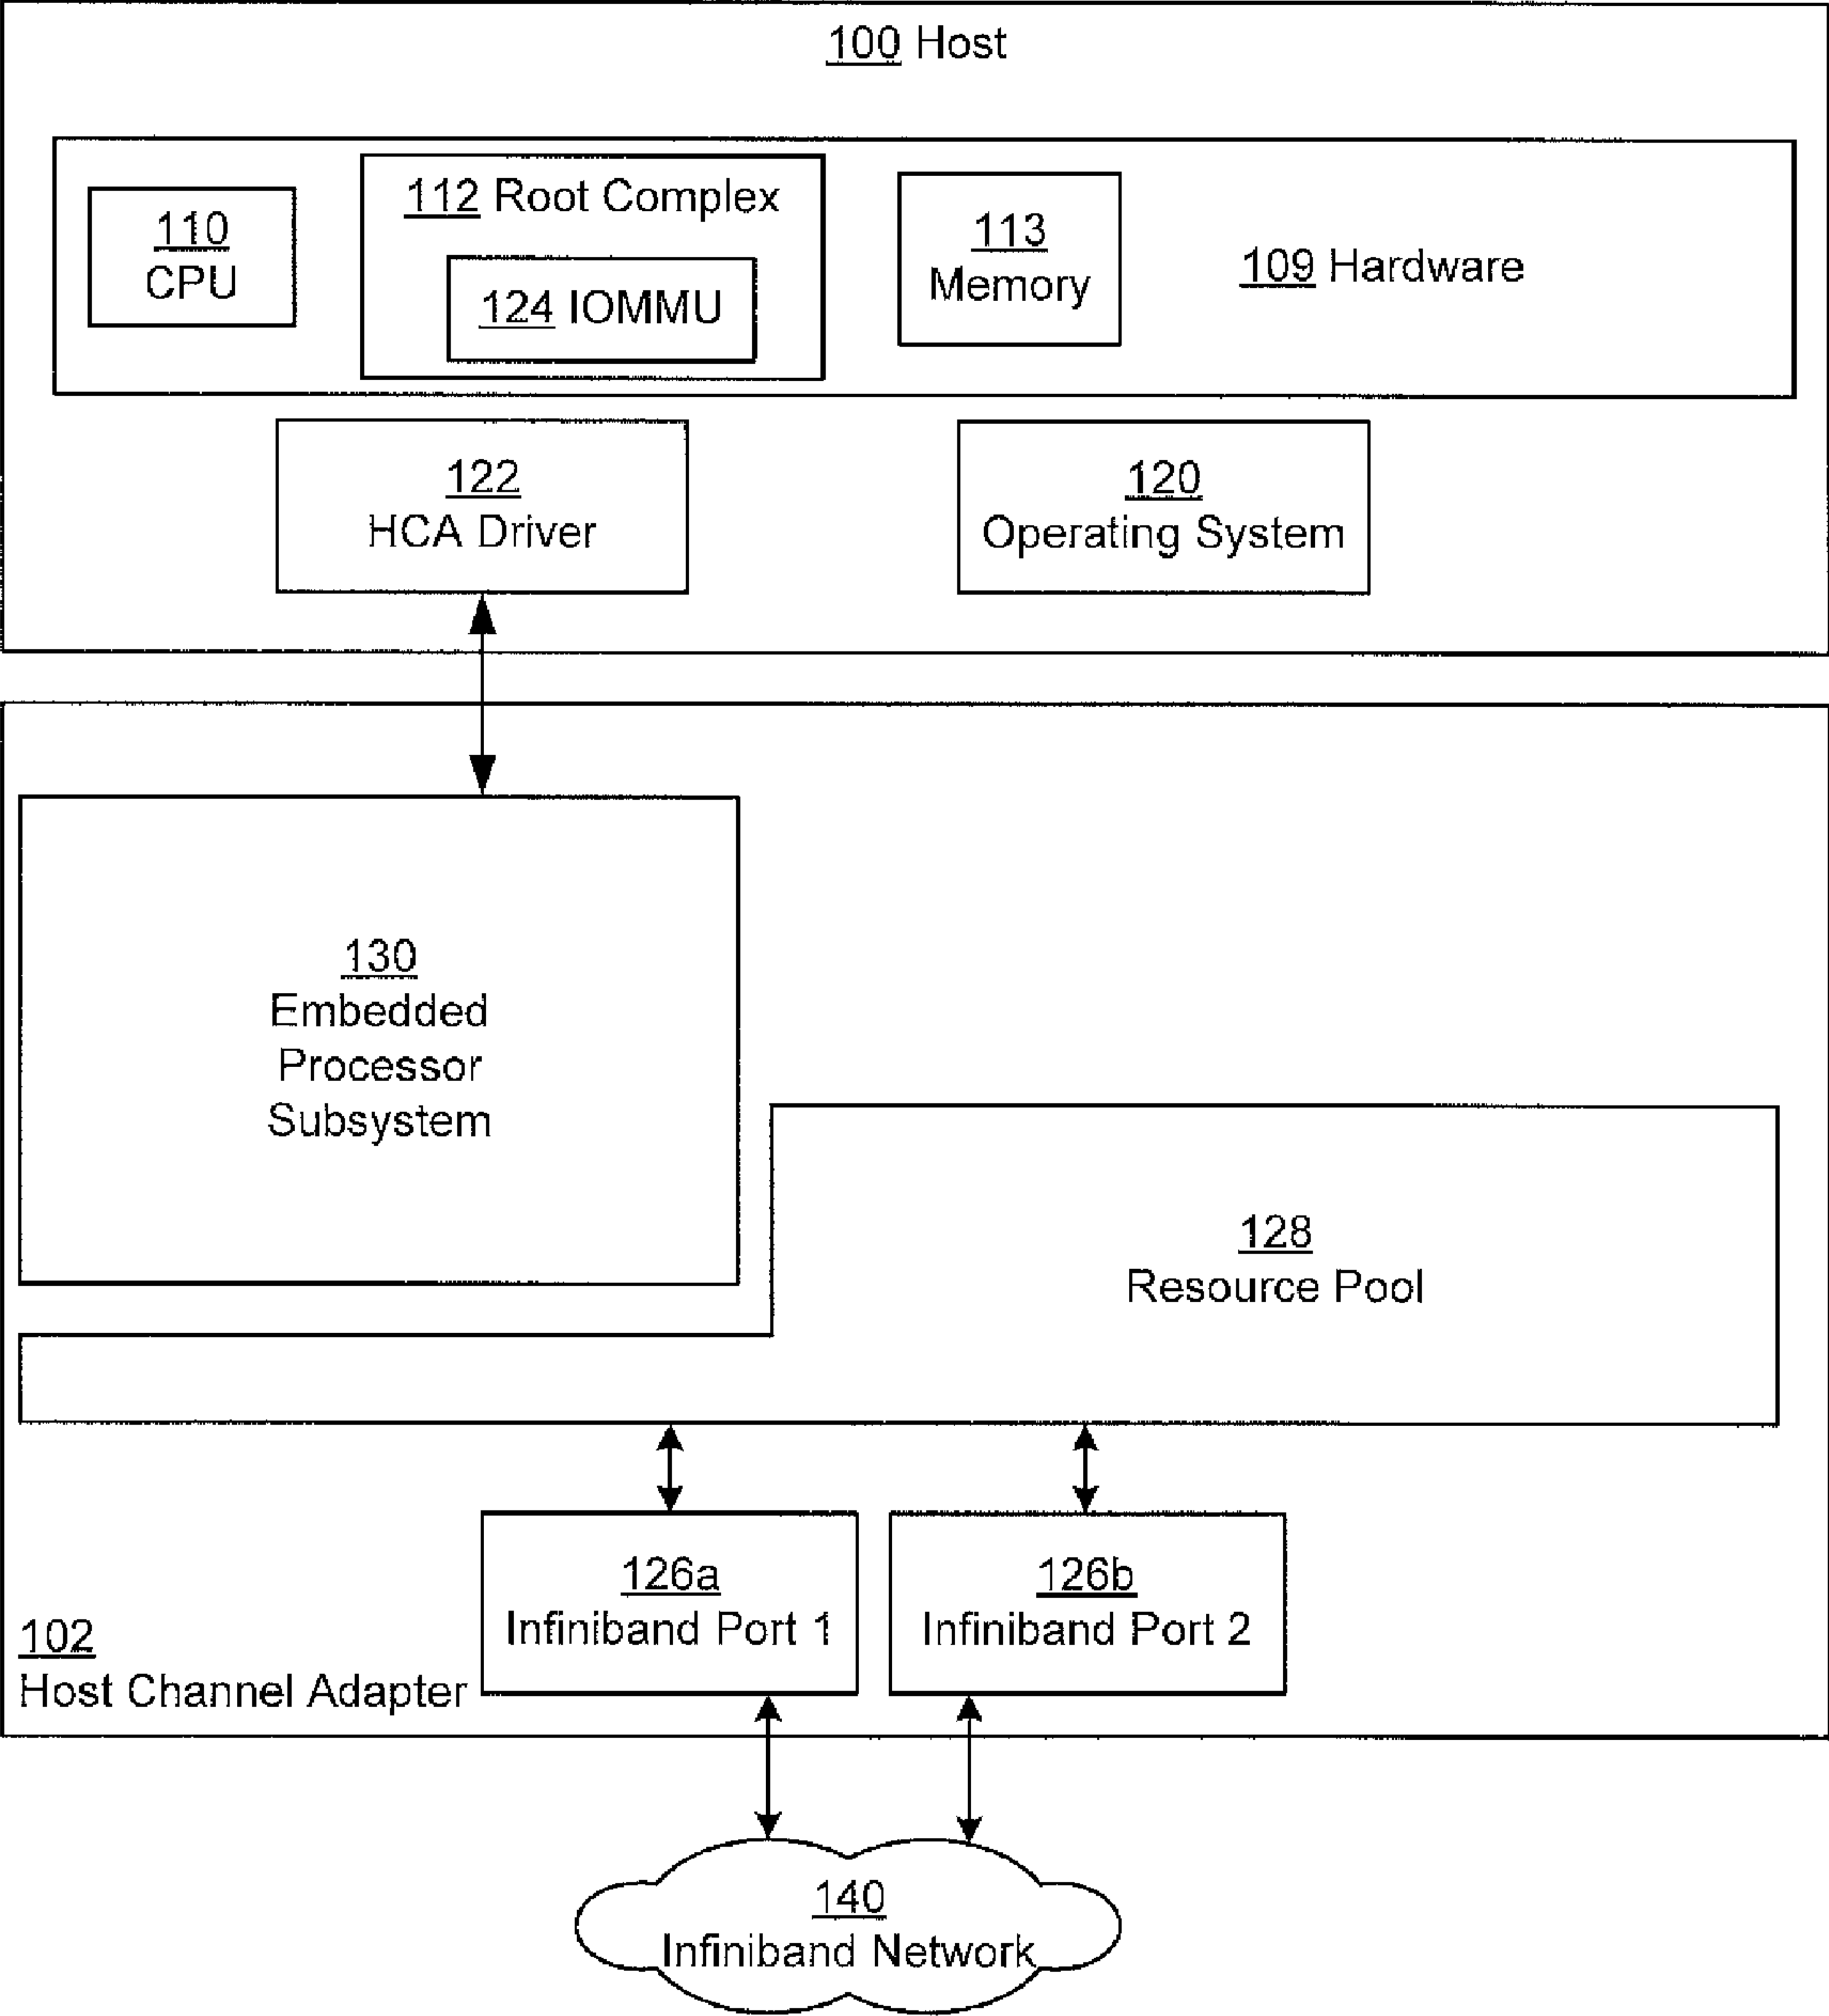 100 Host
110
CPU
112 Root Complex
124 IOMMU
113
Memory
109 Hardware
122
HCA Driver
120
Operating System
130
Embedded
Processor
Subsystem
128
Resource Pool
126a
Infiniband Port 1
126b
Infiniband Port 2
102
Host Channel Adapter
140
Infiniband Network